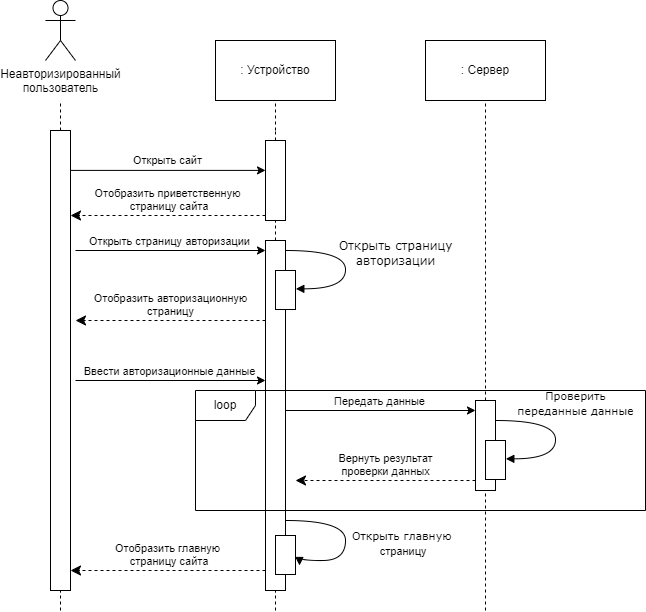 Неавторизированный
пользователь
: Устройство
: Сервер
Открыть сайт
Отобразить приветственную
страницу сайта
Открыть страницу авторизации
Открыть страницу
авторизации
Отобразить авторизационную
страницу
Ввести авторизационные данные
loop
Передать данные
Проверить
переданные данные
Вернуть результат
проверки данных
Открыть главную
страницу
Отобразить главную
страницу сайта